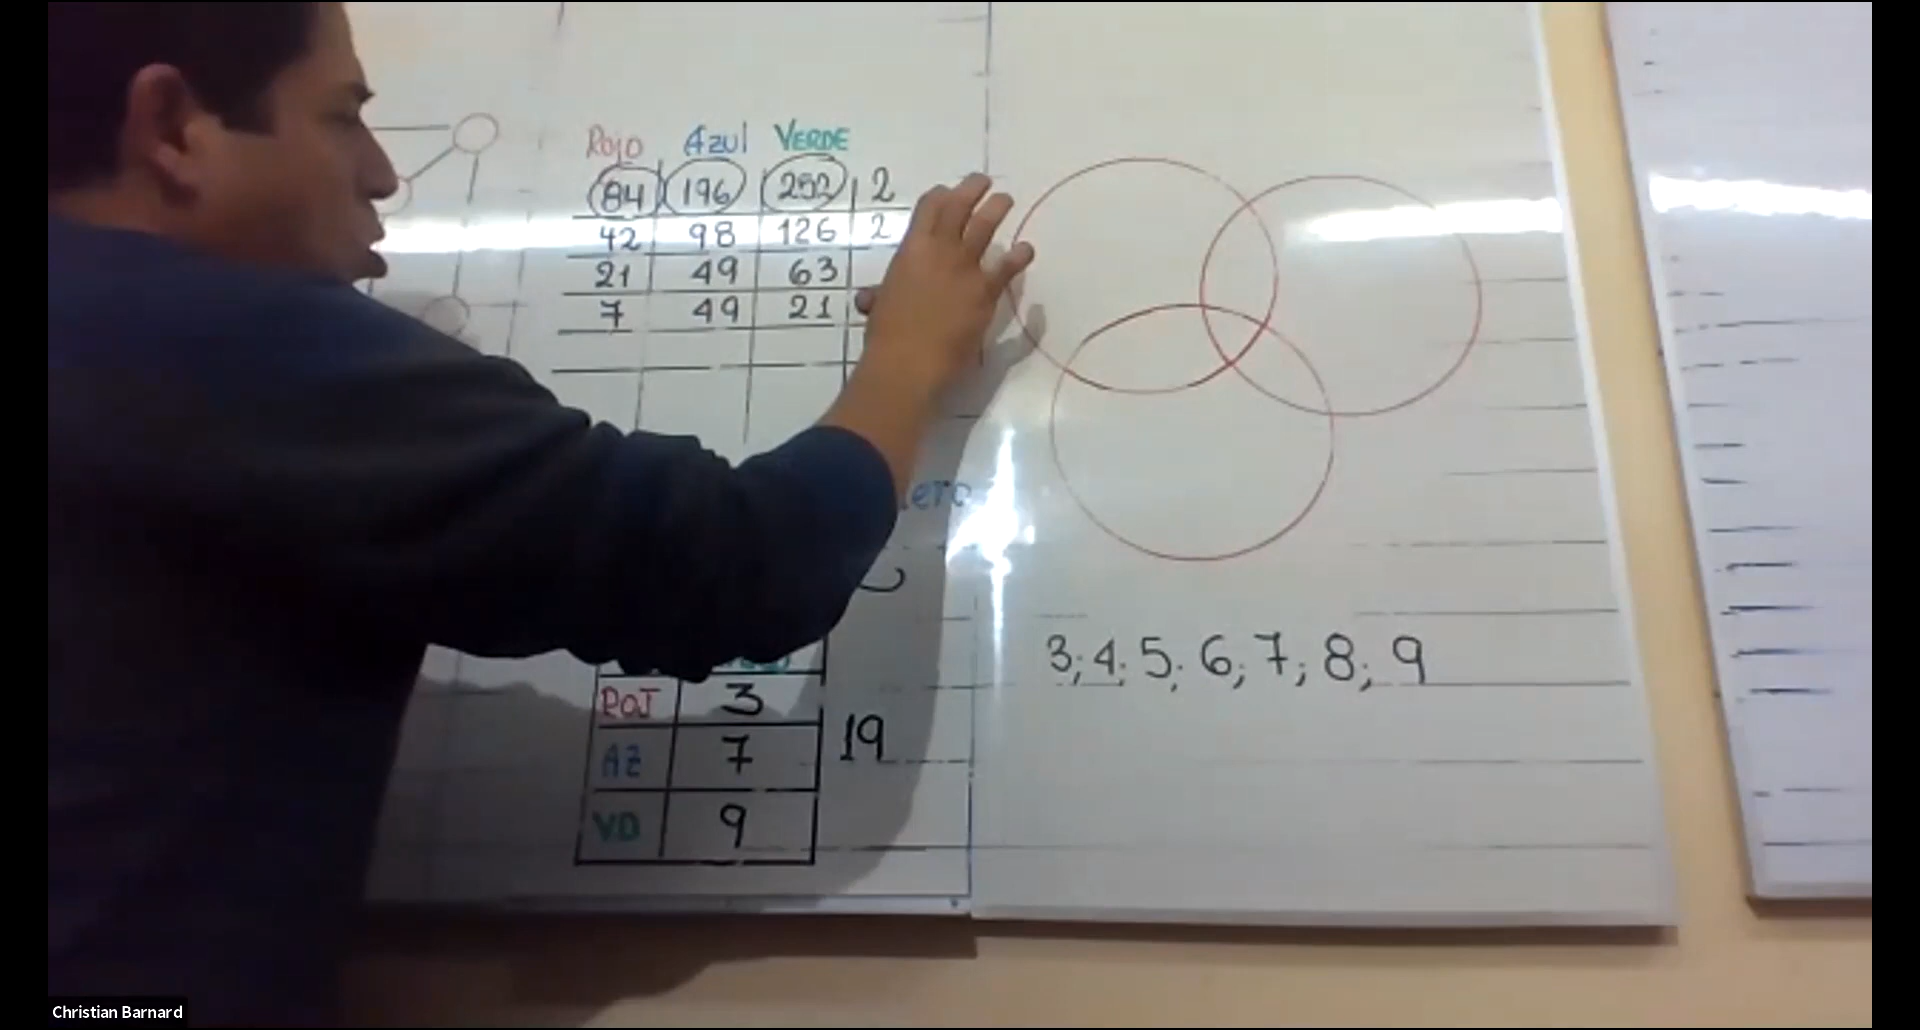 Rojo Azul VERDE
84 196 252 2
42 98 126 2
21 49 63
7 49 21
ROJ 3
AZ 7
19
VD 9
3; 4; 5; 6; 7; 8; 9
Christian Barnard